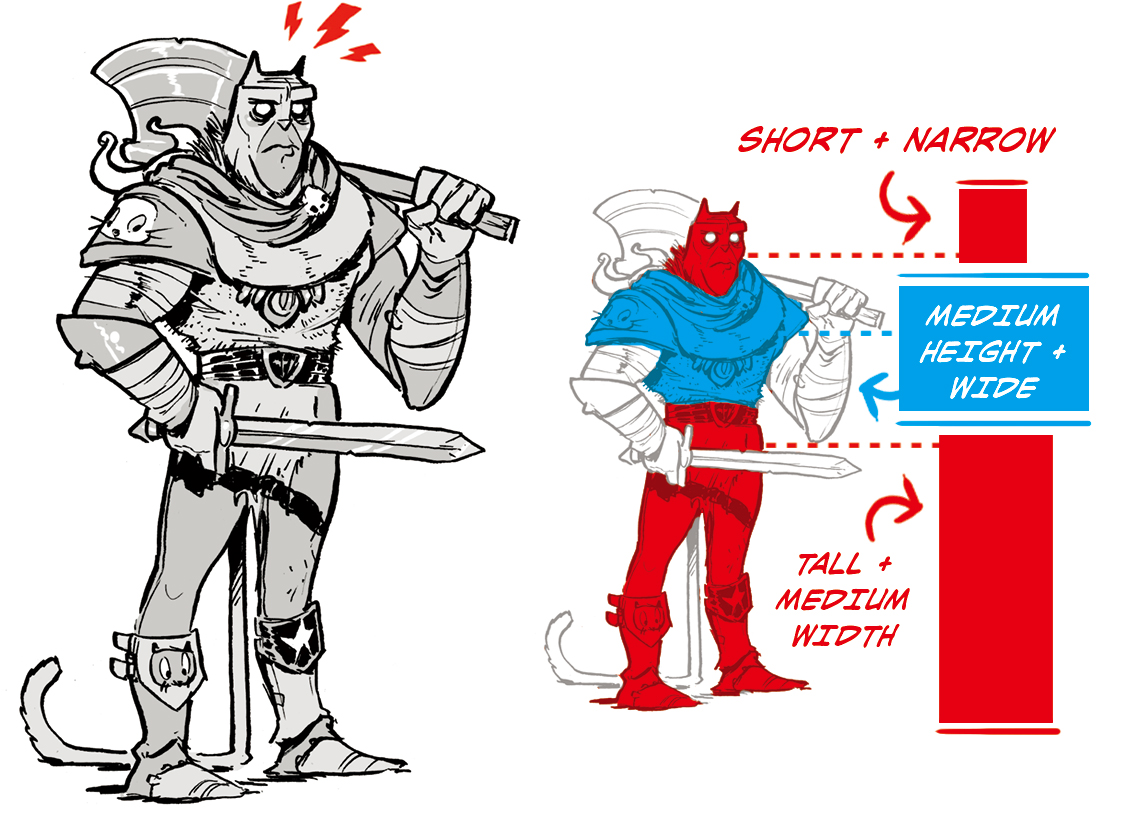 SHORT + NARROW
MEDIUM
HEIGHT +
WIDE
TALL +
MEDIUM
WIDTH